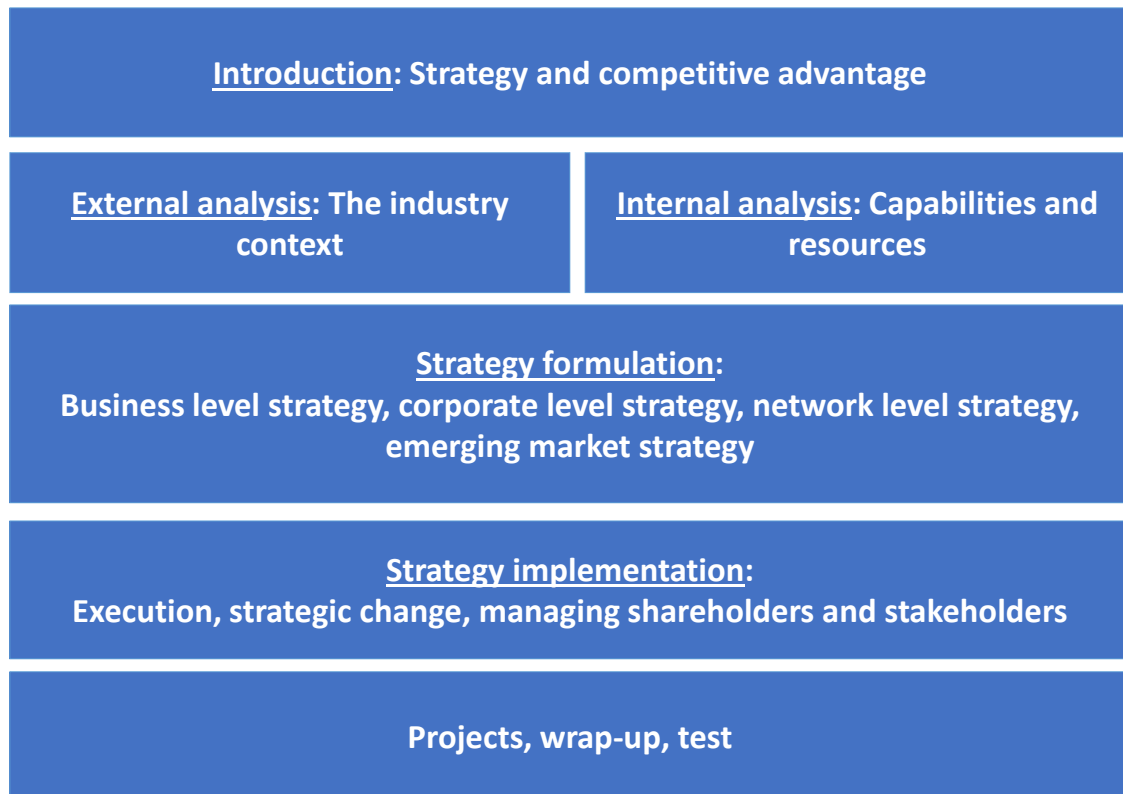 Introduction: Strategy and competitive advantage
External analysis: The industry
context
Internal analysis: Capabilities and
resources
Strategy formulation:
Business level strategy, corporate level strategy, network level strategy,
emerging market strategy
Strategy implementation:
Execution, strategic change, managing shareholders and stakeholders
Projects, wrap-up, test